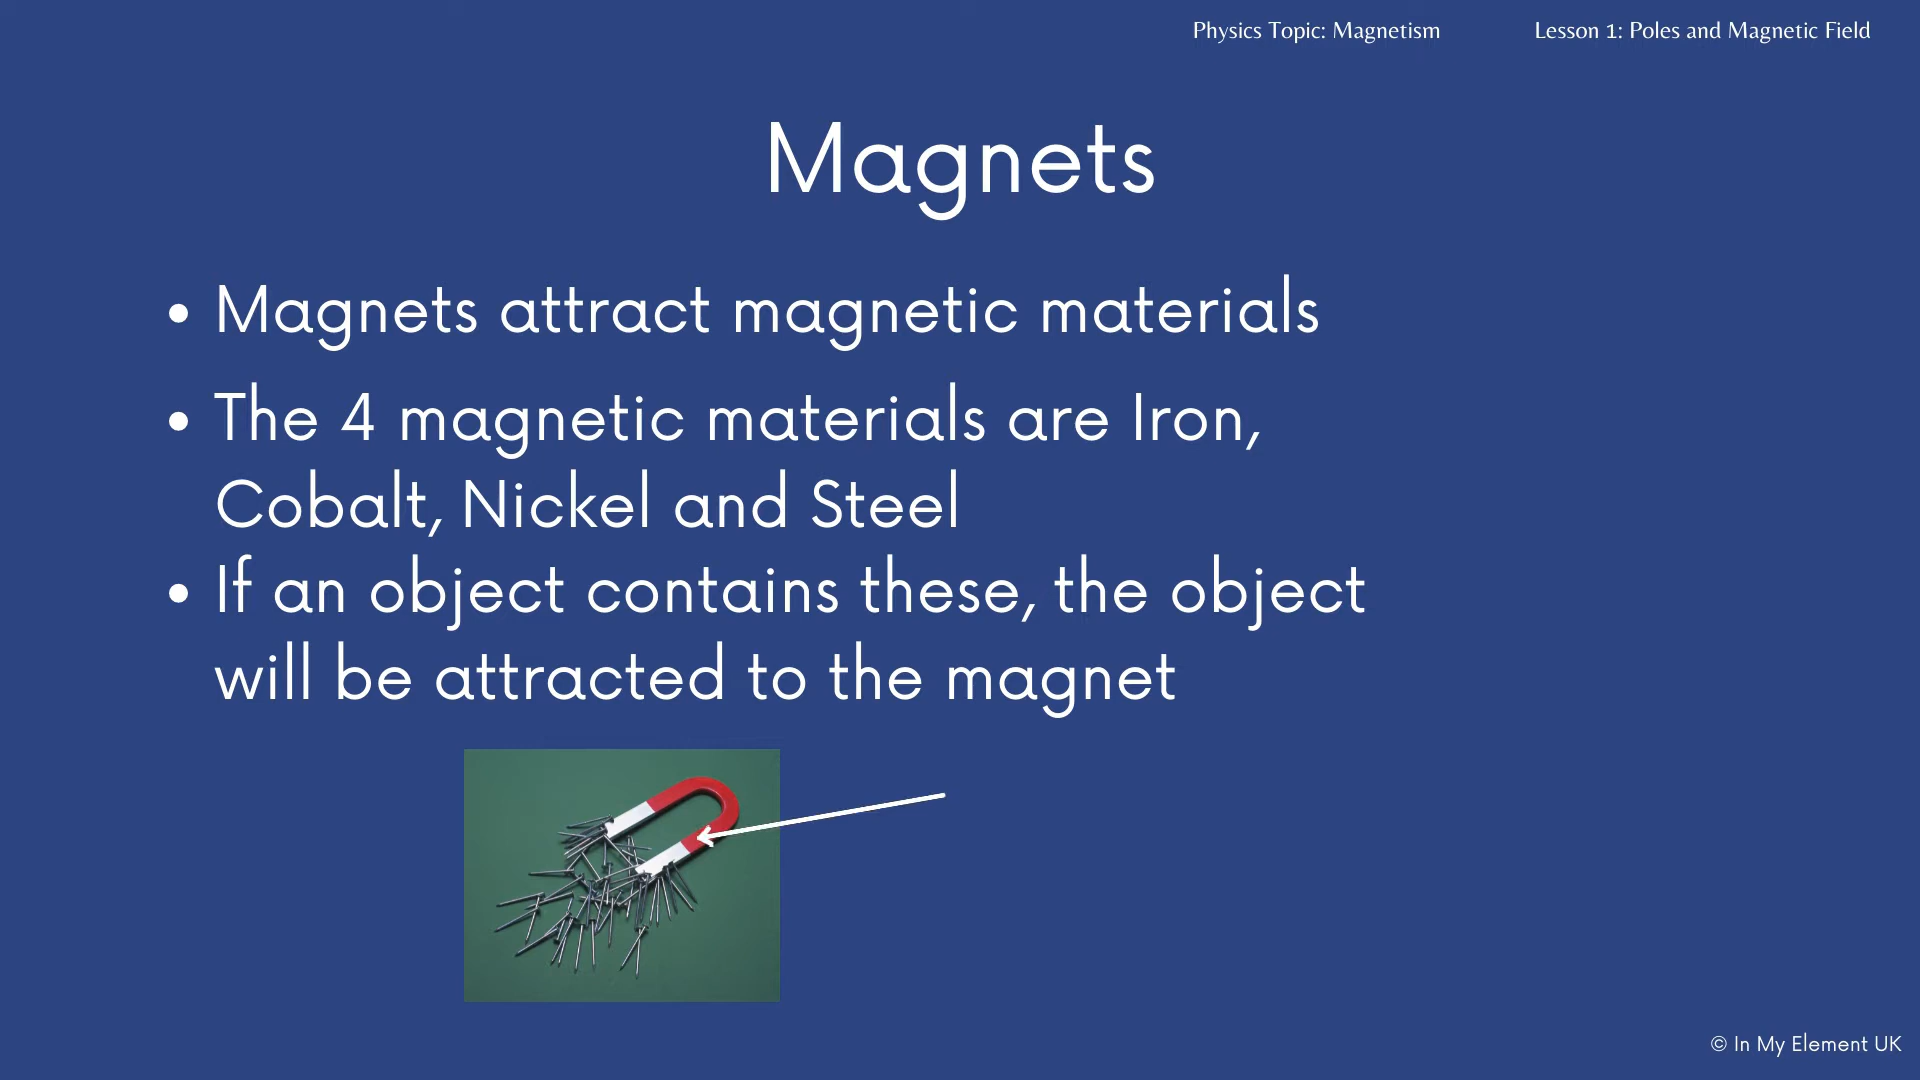 Physics Topic: Magnetism
Lesson 1: Poles and Magnetic Field
Magnets
• Magnets attract magnetic materials
• The 4 magnetic materials are Iron,
Cobalt, Nickel and Steel
• If an object contains these, the object
will be attracted to the magnet
© In My Element UK